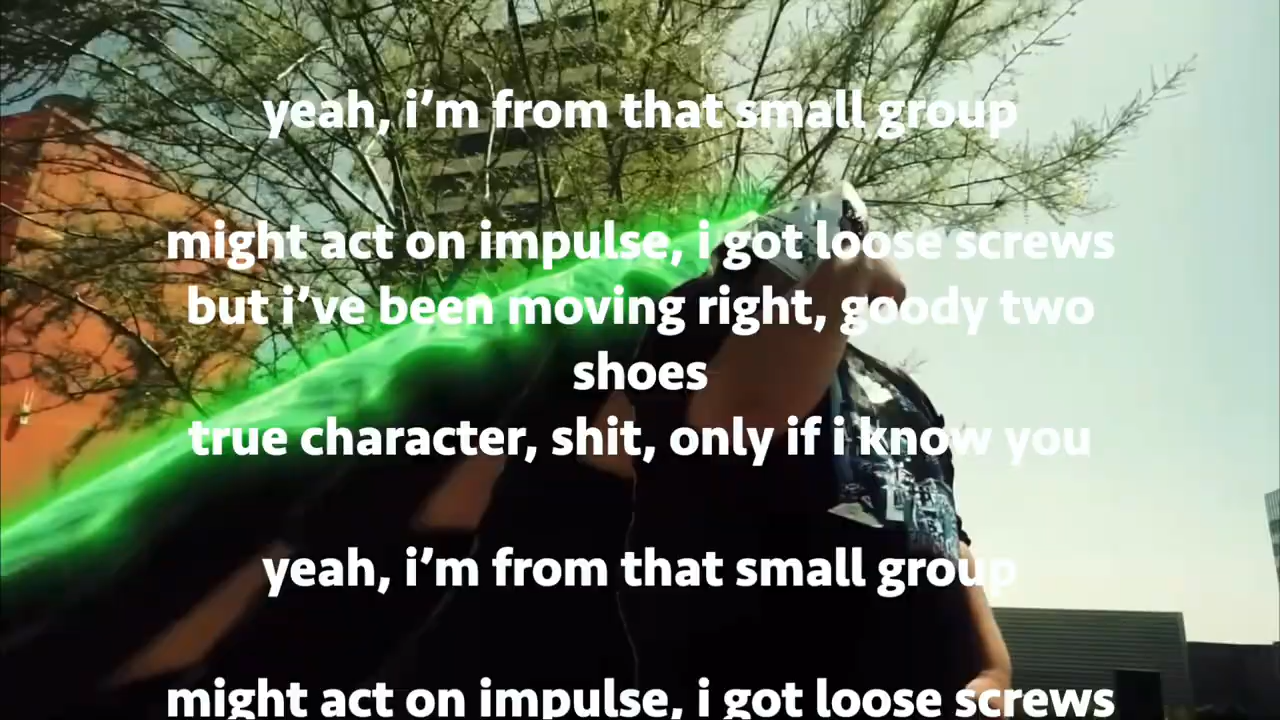 yeah, i'm from that small group
might act on impulse, i got loose screws
but i've been moving right, goody two
shoes
true character, shit, only if i know you
yeah, i'm from that small group
might act on impulse, i got loose screws